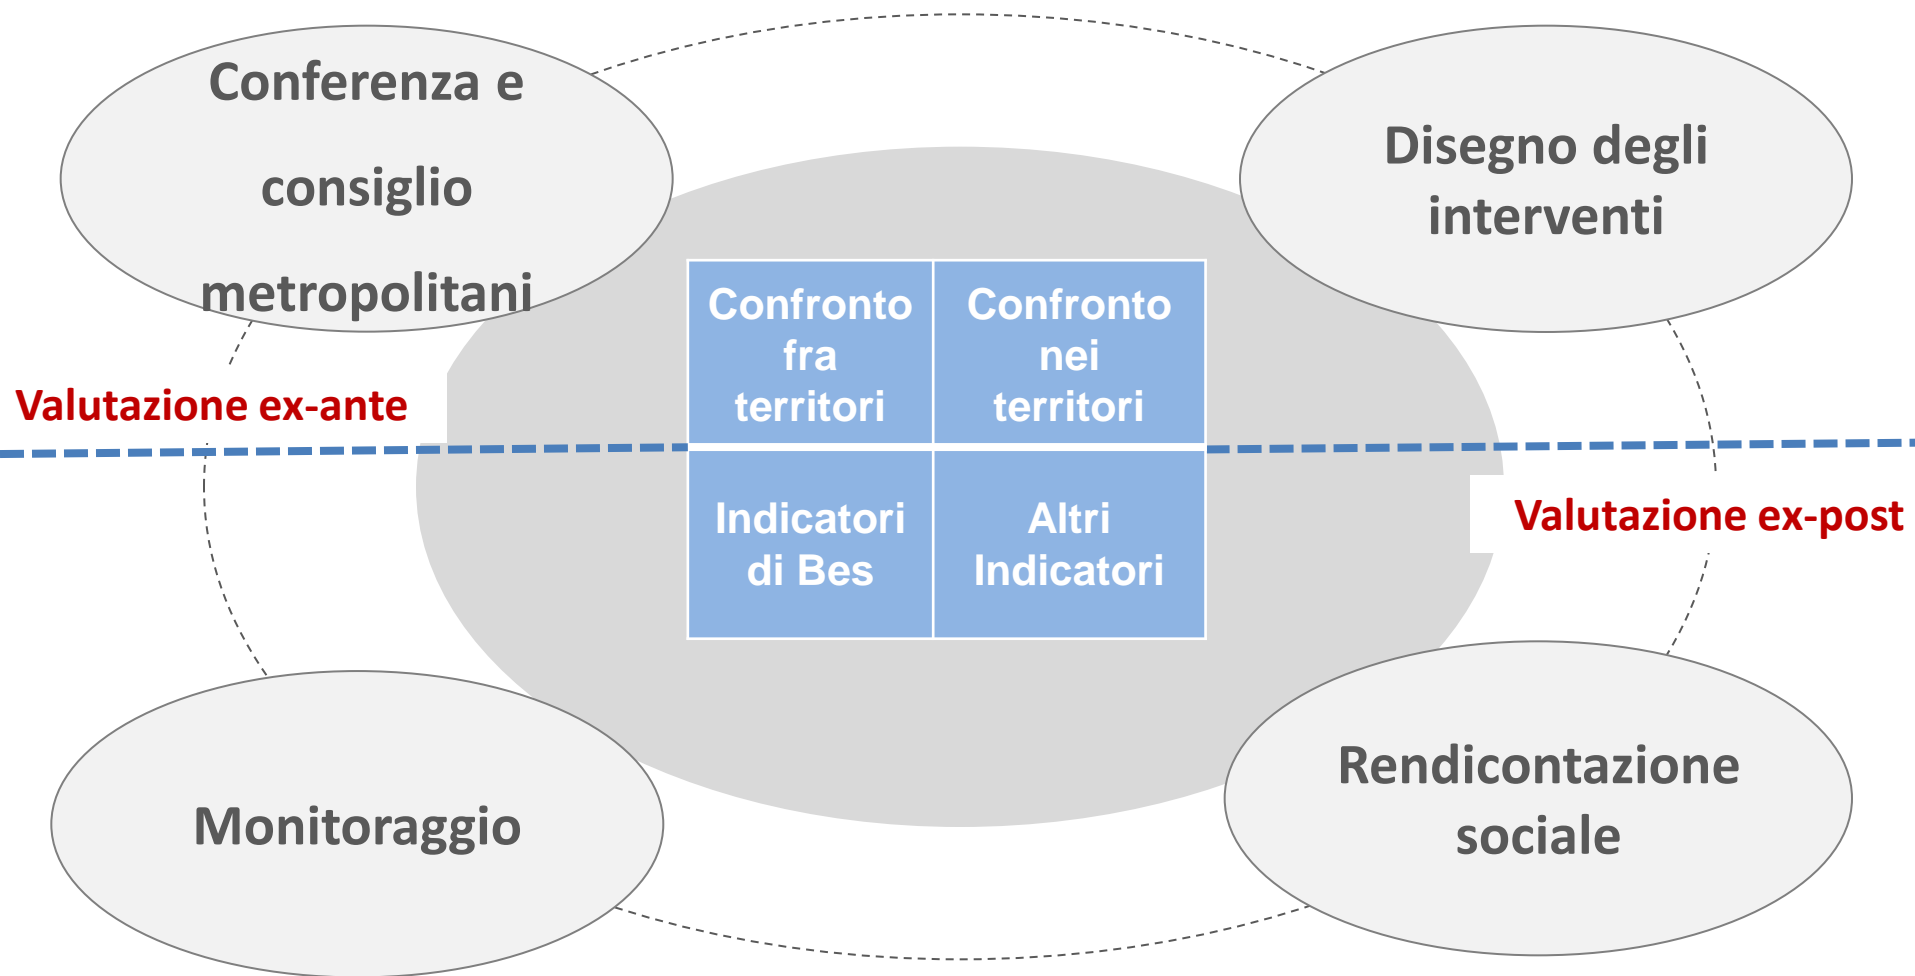 Conferenza e
consiglio
metropolitani
Disegno degli
interventi
Confronto
fra
territori
Confronto
nei
territori
Valutazione ex-ante
Indicatori
di Bes
Altri
Indicatori
Valutazione ex-post
Monitoraggio
Rendicontazione
sociale